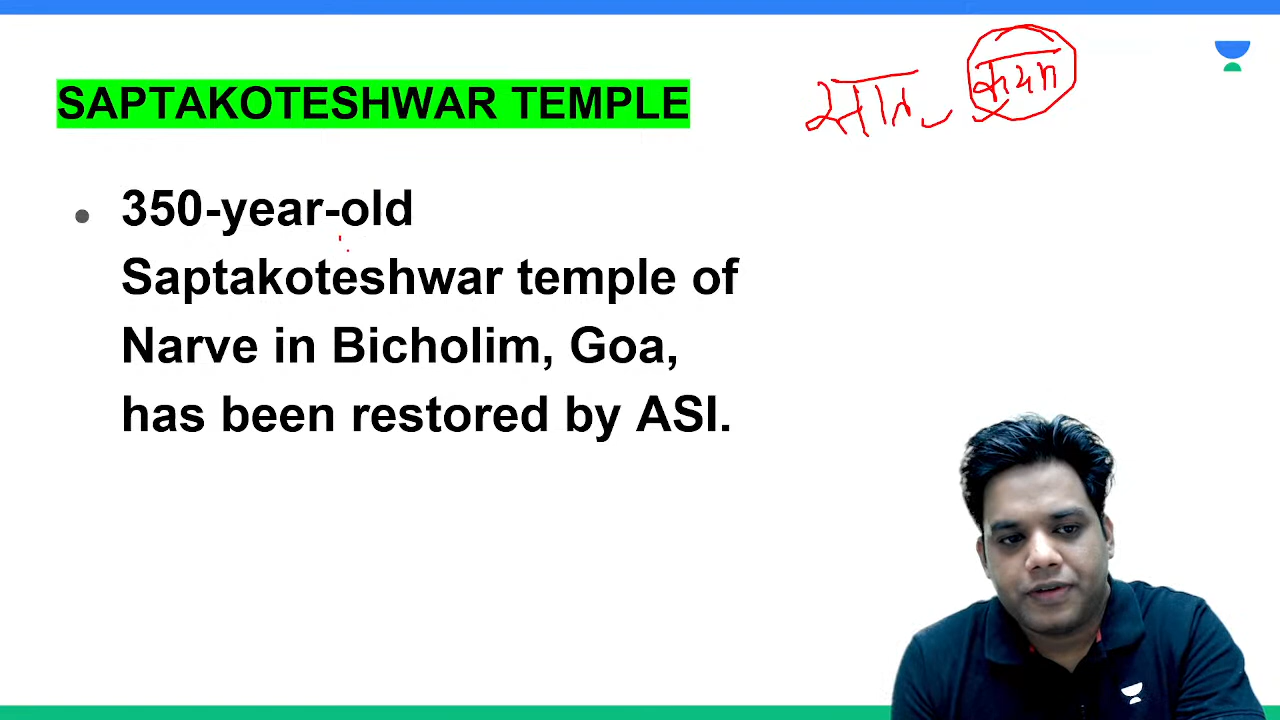 SAPTAKOTESHWAR TEMPLE
सात
350-year-old
Saptakoteshwar temple of
Narve in Bicholim, Goa,
has been restored by ASI.